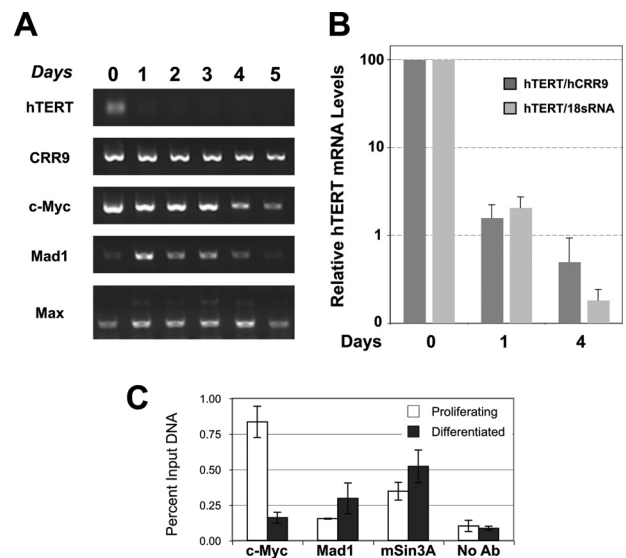 A
Days 0 1 2 3 4 5
hTERT
CRR9
c-Myc
Mad1
Max
B
Relative hTERT mRNA Levels
100
10
1
0
hTERT/hCRR9
hTERT/18sRNA
Days 0 1 4
C
Percent Input DNA
1.00
0.75
0.50
0.25
0.00
Proliferating
Differentiated
c-Myc Mad1 mSin3A No Ab